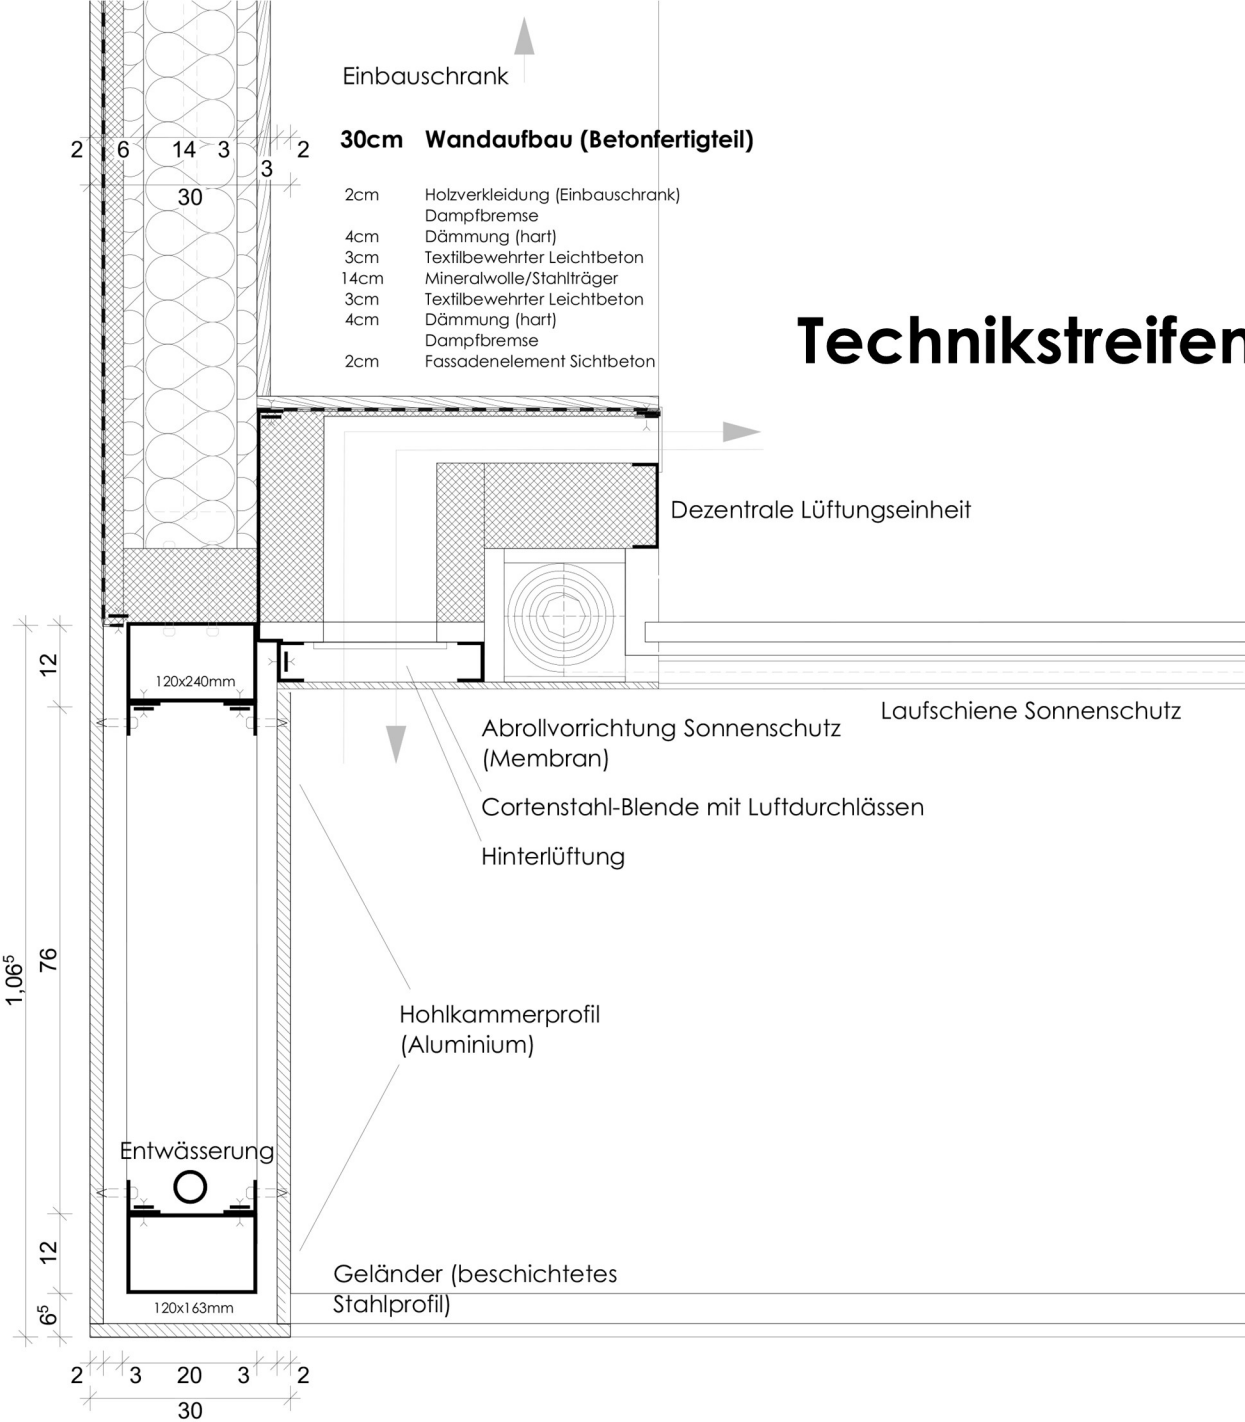 Einbauschrank
30cm Wandaufbau (Betonfertigteil)
2 6 14 3 3 2
30
2cm Holzverkleidung (Einbauschrank)
Dampfbremse
4cm Dämmung (hart)
3cm Textilbewehrter Leichtbeton
14cm Mineralwolle/Stahlträger
3cm Textilbewehrter Leichtbeton
4cm Dämmung (hart)
Dampfbremse
2cm Fassadenelement Sichtbeton
Technikstreifen
Dezentrale Lüftungseinheit
12
120x240mm
Laufschiene Sonnenschutz
Abrollvorrichtung Sonnenschutz
(Membran)
Cortenstahl-Blende mit Luftdurchlässen
Hinterlüftung
76
1,06⁵
Hohlkammerprofil
(Aluminium)
Entwässerung
12
Geländer (beschichtetes
Stahlprofil)
120x163mm
6⁵
2 3 20 3 2
30